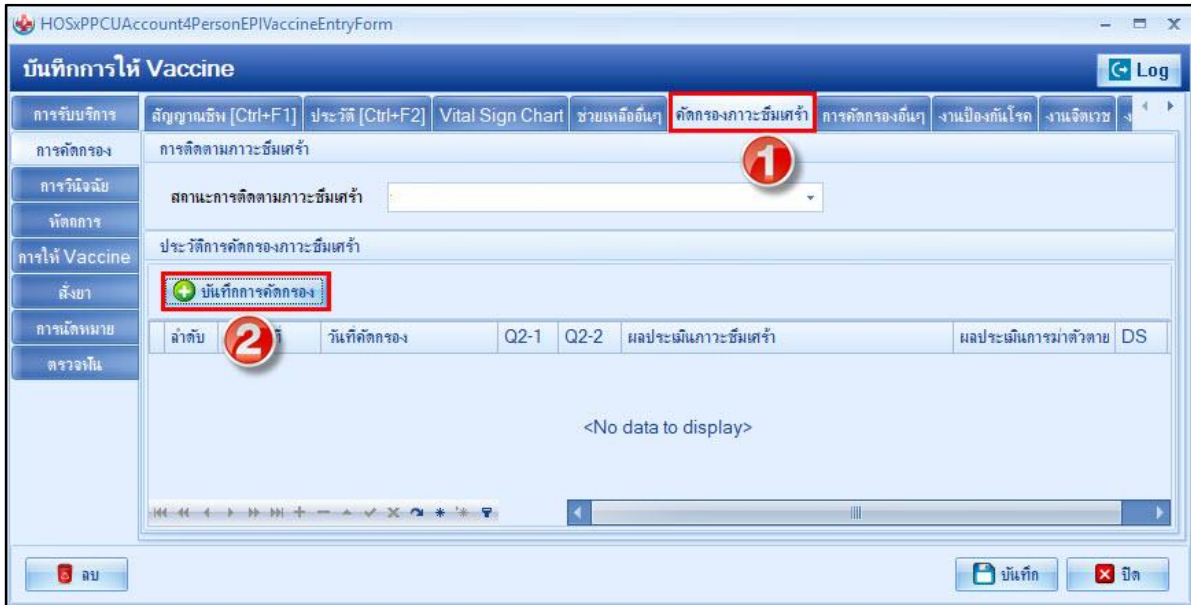 HOSxPPCUAccount4PersonEPIVaccineEntryForm
บันทึกการให้ Vaccine
Log
การรับบริการ
สัญญาณชีพ [Ctrl+F1] ประวัติ [Ctrl+F2] Vital Sign Chart ช่วยเหลืออื่นๆ คัดกรองภาวะซึมเศร้า การคัดกรองอื่นๆ งานป้องกันโรค งานจิตเวช
การคัดกรอง
การติดตามภาวะซึมเศร้า
1
การวินิจฉัย
สถานะการติดตามภาวะซึมเศร้า
หัตถการ
การให้ Vaccine
ประวัติการคัดกรองภาวะซึมเศร้า
สั่งยา
บันทึกการคัดกรอง
การนัดหมาย
ลำดับ 2 วันที่คัดกรอง Q2-1 Q2-2 ผลประเมินภาวะซึมเศร้า ผลประเมินการฆ่าตัวตาย DS
ตรวจฟัน
<No data to display>
ลบ บันทึก ปิด